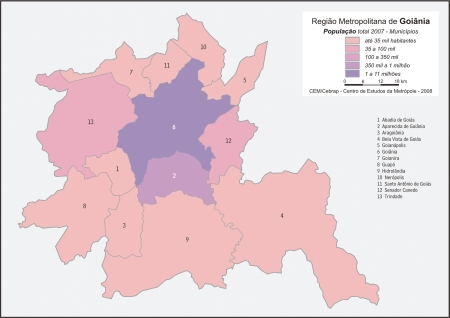 Região Metropolitana de Goiânia
População total 2007 - Municípios
até 35 mil habitantes
35 a 100 mil
100 a 350 mil
350 mil a 1 milhão
1 a 11 milhões
0 6 12 18 km
CEM/Cebrap - Centro de Estudos da Metrópole - 2008
1 Abadia de Goiás
2 Aparecida de Goiânia
3 Aragoiânia
4 Bela Vista de Goiás
5 Goianápolis
6 Goiânia
7 Goianira
8 Guapó
9 Hidrolândia
10 Nerópolis
11 Santo Antônio de Goiás
12 Senador Canedo
13 Trindade
10
11
7
5
13
6
12
1
2
8
4
3
9